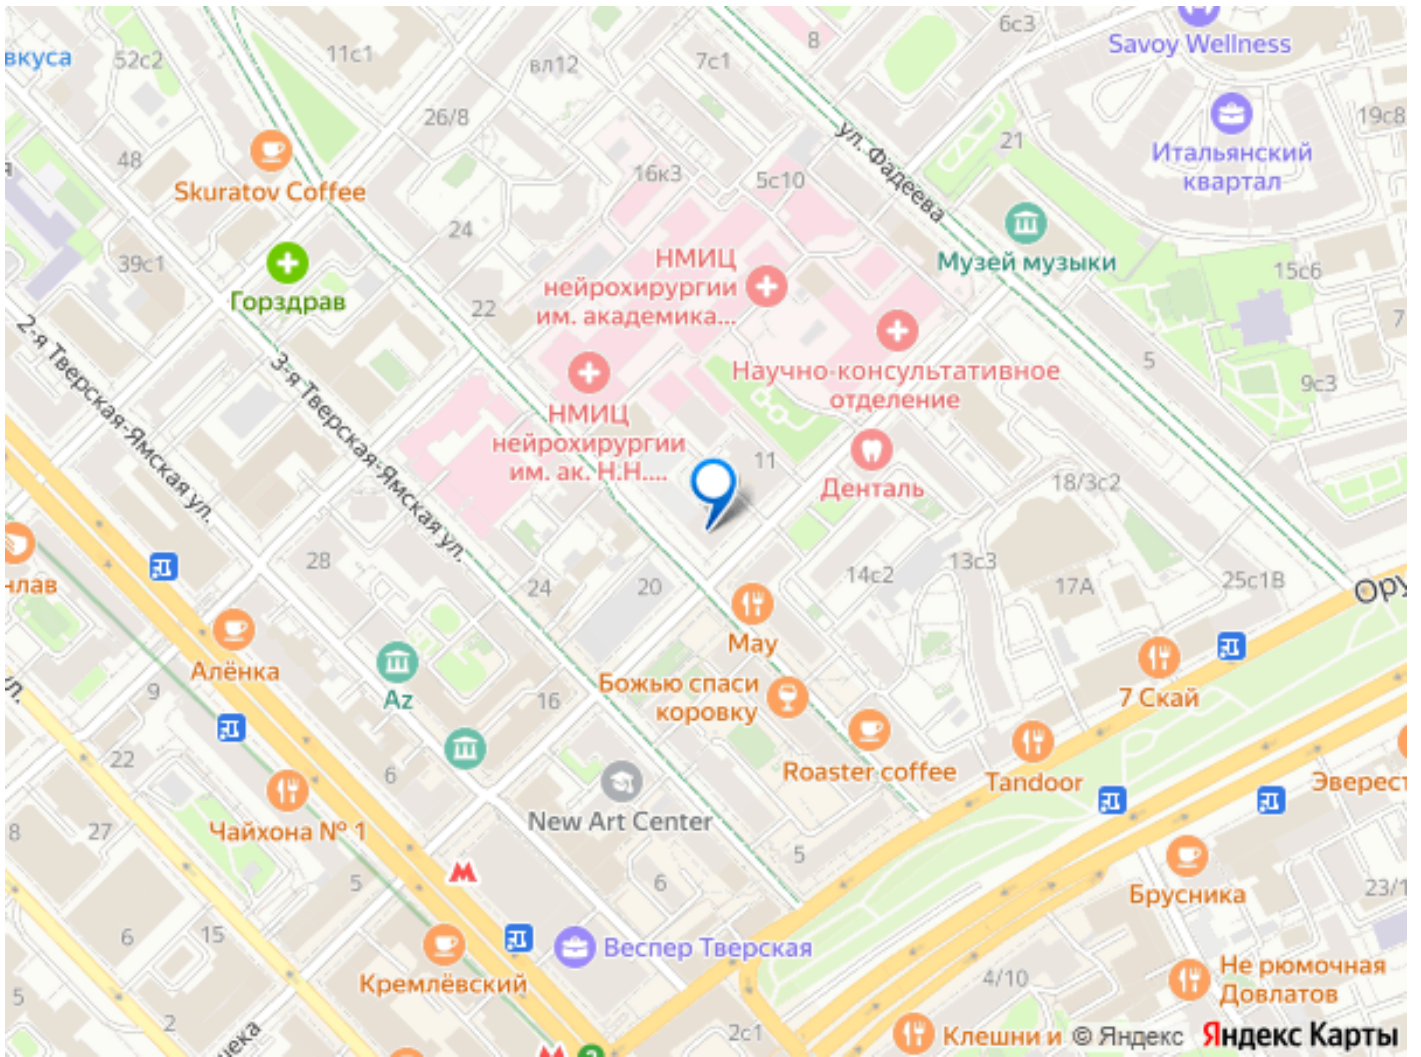 6с3
8
Savoy Wellness
вкуса
52с2
11с1
вл12
7с1
19с8
26/8
ул. Фадеева
21
Итальянский
квартал
48
Skuratov Coffee
16к3
5с10
24
39с1
НМИЦ
нейрохирургии
им. академика...
Музей музыки
15с6
Горздрав
22
7
2-я Тверская-Ямская ул.
3-я Тверская-Ямская ул.
Научно-консультативное
отделение
5
9с3
НМИЦ
нейрохирургии
им. ак. Н.Н....
11
Денталь
18/3с2
28
24
20
14с2
13с3
17А
25с1В
Ору
нлав
May
Алёнка
Az
9
16
Божью спаси
коровку
7 Скай
ул.
22
6
Roaster coffee
Tandoor
Эверест
8
27
Чайхона № 1
New Art Center
5
5
6
Брусника
23/1
6
15
Веспер Тверская
Кремлёвский
4/10
Не рюмочная
Довлатов
5
2
2с1
Клешни и
© Яндекс
Яндекс Карты